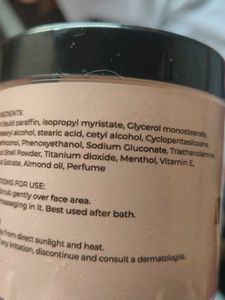 REDIENTS:
liquid paraffin, isopropyl myristate, Glycerol monostearate,
stearic acid, cetyl alcohol, Cyclopentasiloxane,
Phenoxyethanol, Sodium Gluconate, Triethanolamine
Shell Powder, Titanium dioxide, Menthol, Vitamin E,
Almond oil, Perfume
TIONS FOR USE:
Scrub gently over face area.
massaging in it. Best used after bath.
from direct sunlight and heat.
any irritation, discontinue and consult a dermatologist.